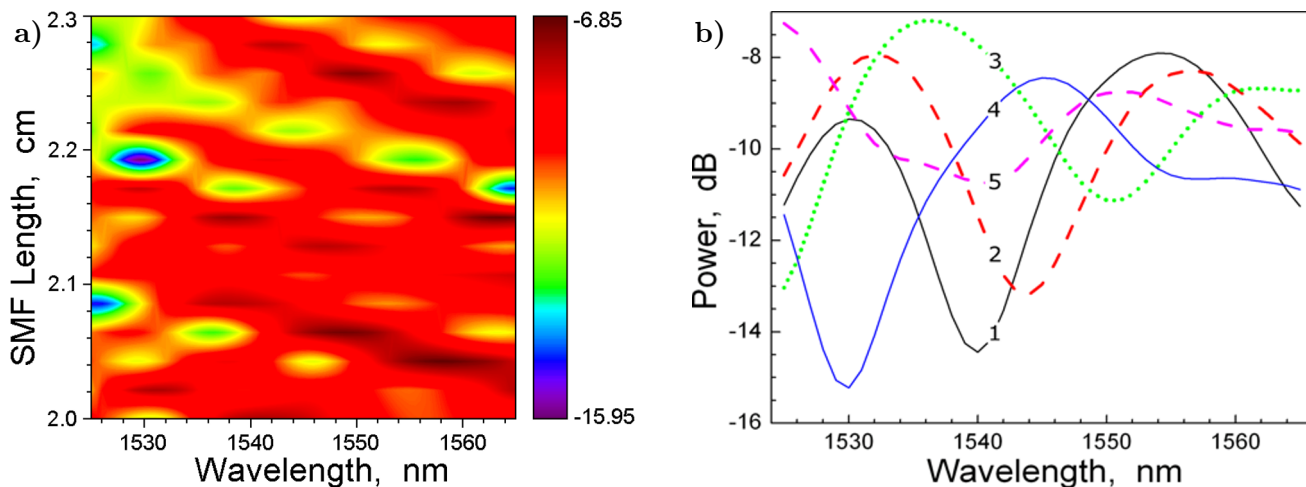 a)
2.3
2.2
2.1
2.0
SMF Length, cm
1530 1540 1550 1560
Wavelength, nm
-6.85
-15.95
b)
-8
-10
-12
-14
-16
Power, dB
3
4
5
2
1
1530 1540 1550 1560
Wavelength, nm